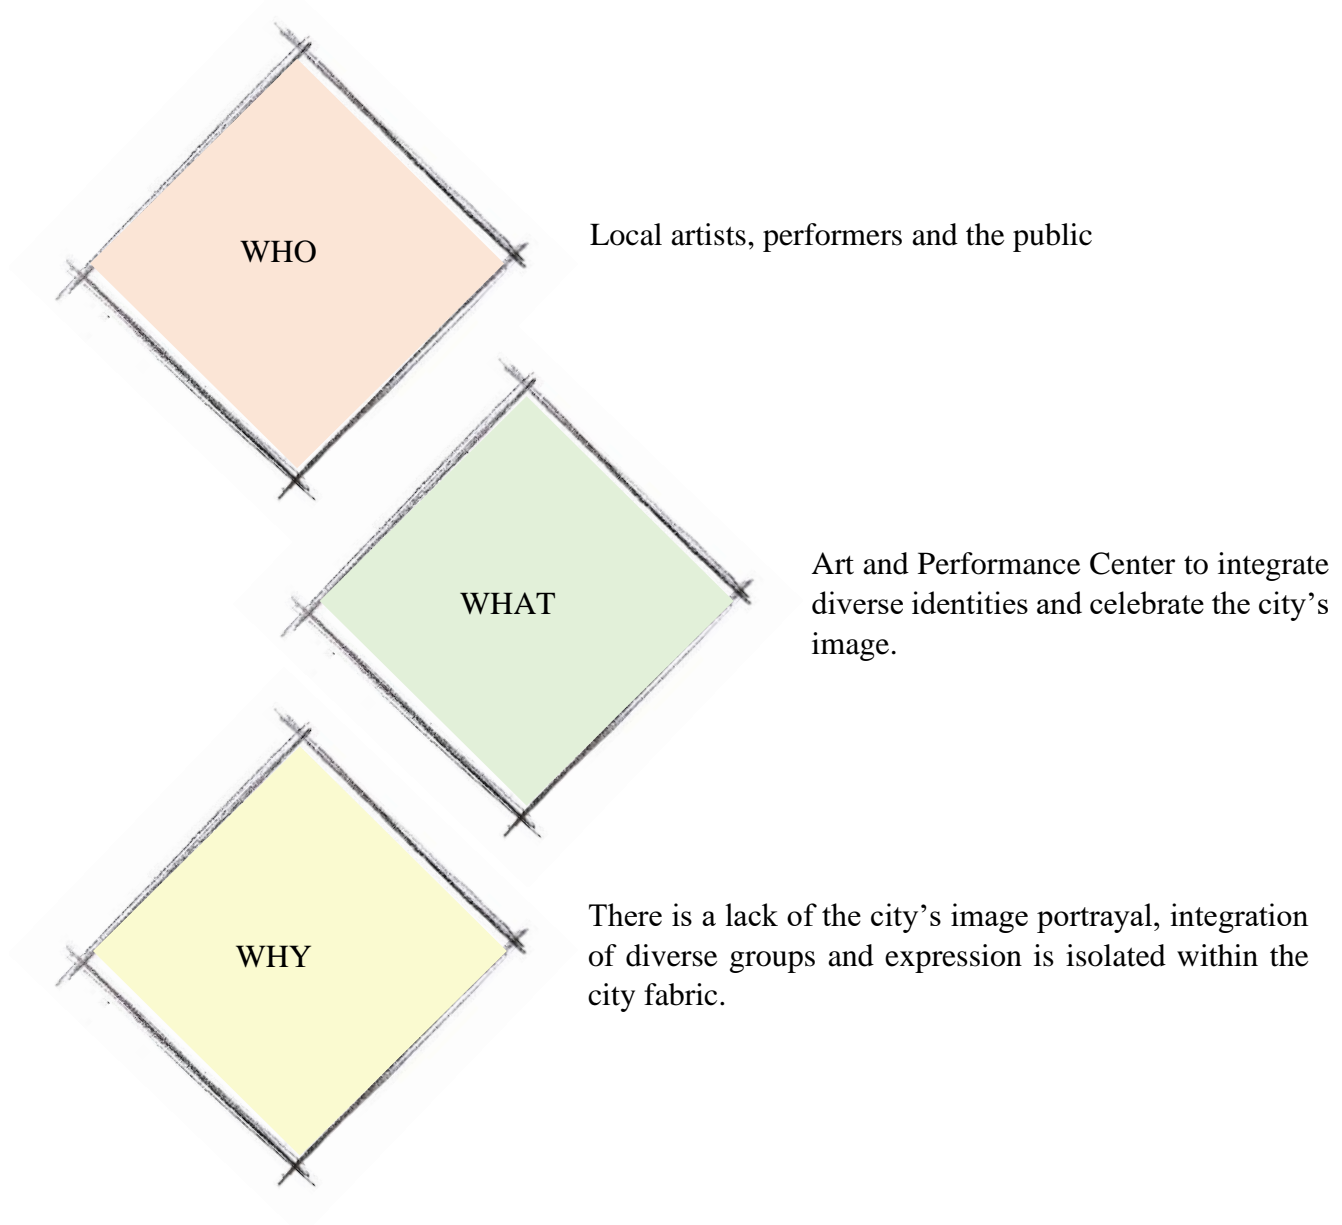 WHO
Local artists, performers and the public
WHAT
Art and Performance Center to integrate
diverse identities and celebrate the city’s
image.
WHY
There is a lack of the city’s image portrayal, integration
of diverse groups and expression is isolated within the
city fabric.